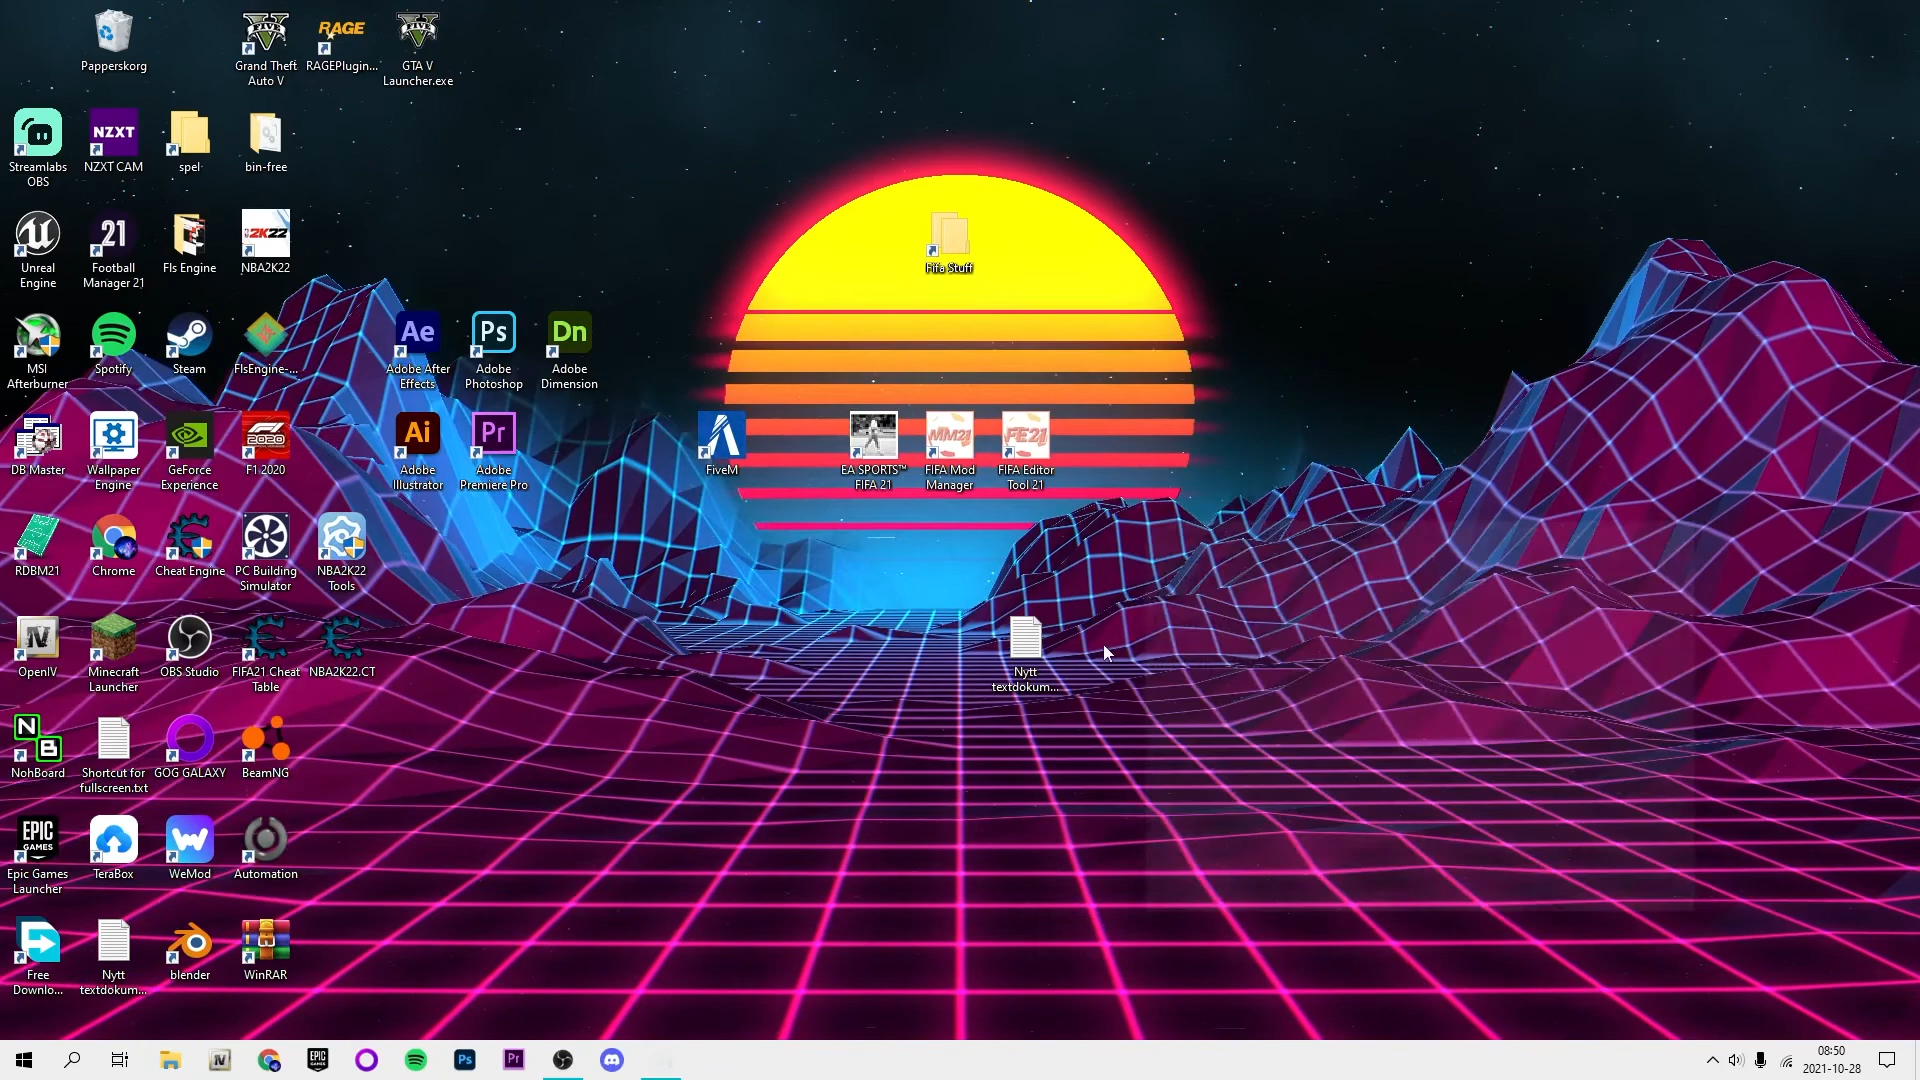 Papperskorg
Grand Theft
Auto V
RAGE
RAGEPlugin...
FIVE
GTA V
Launcher.exe
Streamlabs
OBS
NZXT
NZXT CAM
spel
bin-free
Unreal
Engine
21
Football
Manager 21
Fls Engine
2K22
NBA2K22
Fifa Stuff
MSI
Afterburner
Spotify
Steam
FlsEngine-...
Ae
Adobe After
Effects
Ps
Adobe
Photoshop
Dn
Adobe
Dimension
DB Master
Wallpaper
Engine
GeForce
Experience
F1 2020
Ai
Adobe
Illustrator
Pr
Adobe
Premiere Pro
FiveM
EA SPORTS™
FIFA 21
MM21
FIFA Mod
Manager
FE21
FIFA Editor
Tool 21
RDBM21
Chrome
Cheat Engine
PC Building
Simulator
NBA2K22
Tools
OpenIV
Minecraft
Launcher
OBS Studio
FIFA21 Cheat
Table
NBA2K22.CT
Nytt
textdokum...
N
B
NohBoard
Shortcut for
fullscreen.txt
GOG GALAXY
BeamNG
EPIC
GAMES
Epic Games
Launcher
TeraBox
WeMod
Automation
Free
Downlo...
Nytt
textdokum...
blender
WinRAR
EPIC
GAMES
Ps
Pr
08:50
2021-10-28